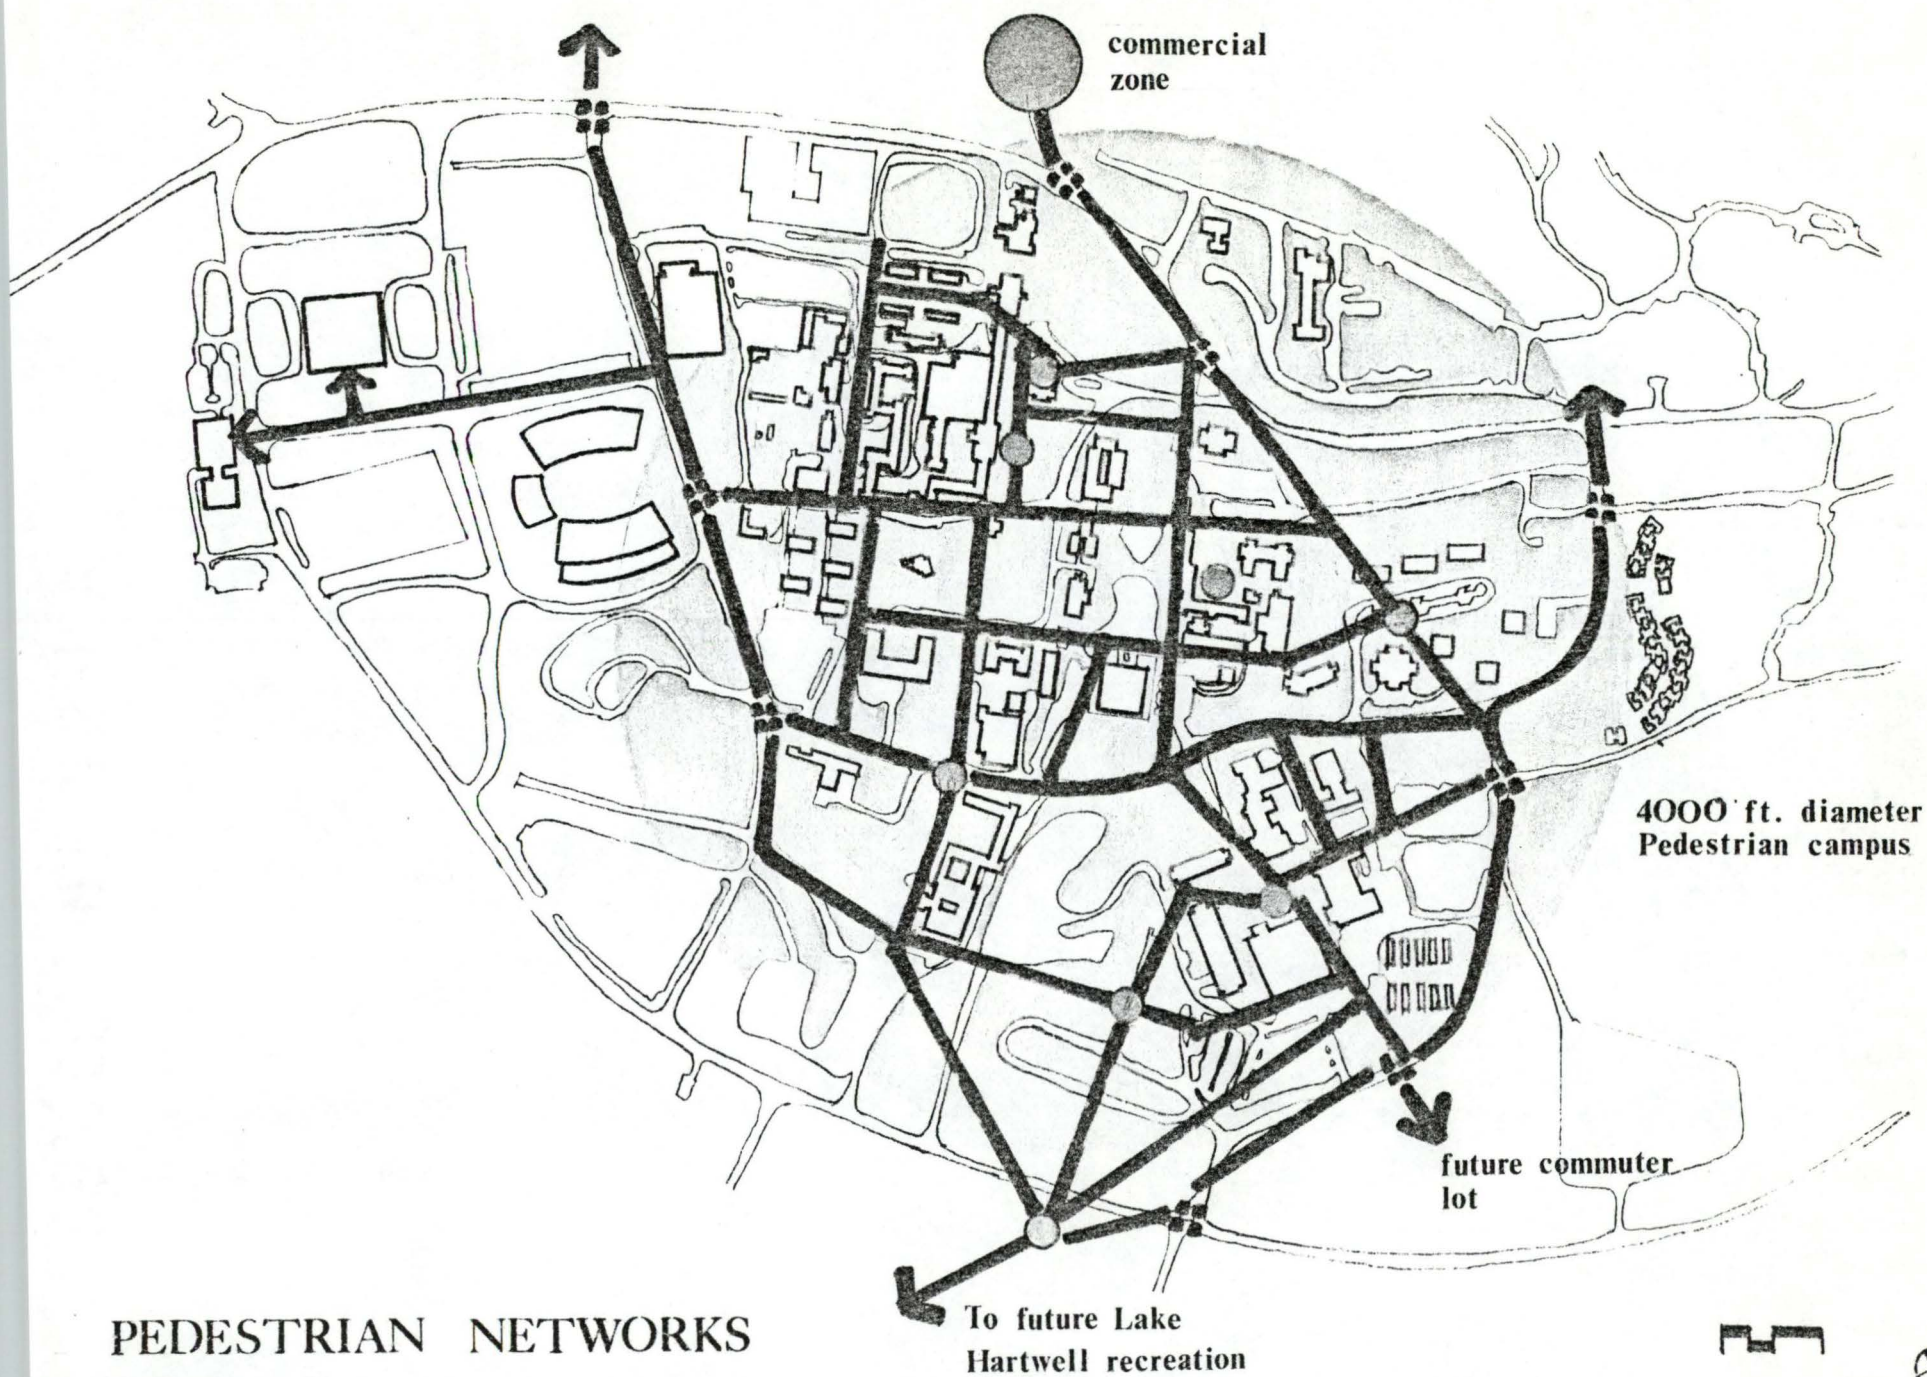 commercial
zone
4000 ft. diameter
Pedestrian campus
future commuter
lot
To future Lake
Hartwell recreation
PEDESTRIAN NETWORKS